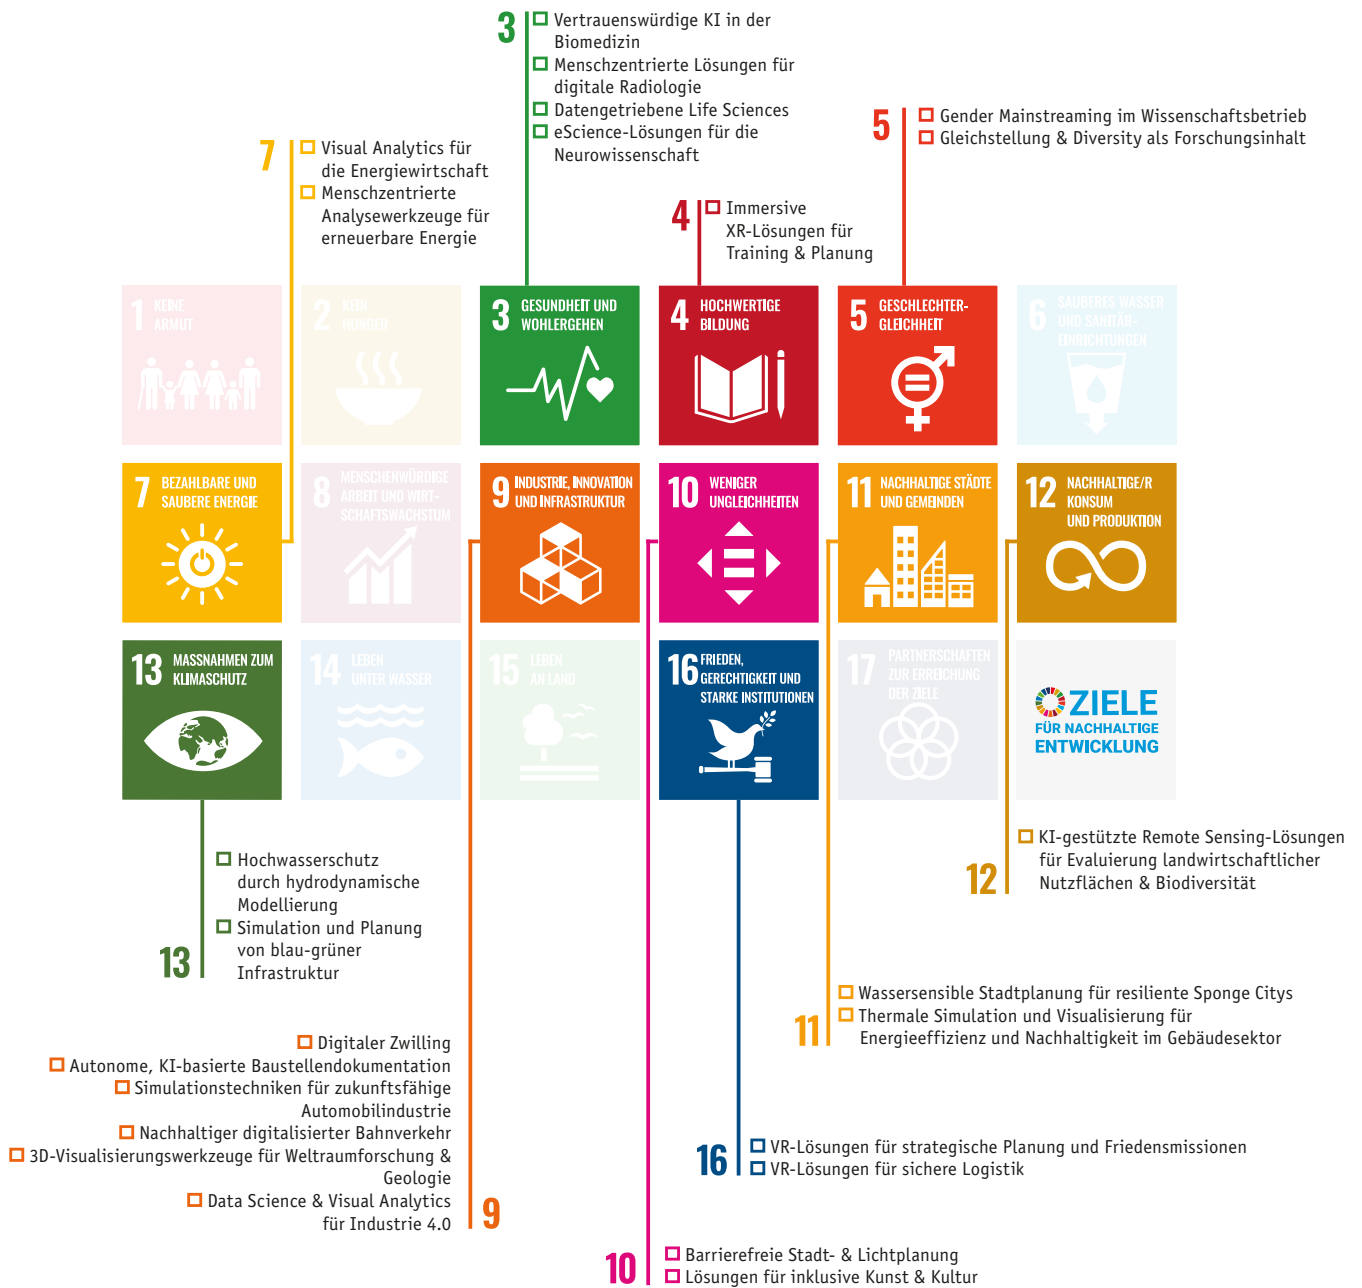 3
Vertrauenswürdige KI in der
Biomedizin
Menschzentrierte Lösungen für
digitale Radiologie
Datengetriebene Life Sciences
eScience-Lösungen für die
Neurowissenschaft
5
Gender Mainstreaming im Wissenschaftsbetrieb
Gleichstellung & Diversity als Forschungsinhalt
7
Visual Analytics für
die Energiewirtschaft
Menschzentrierte
Analysewerkzeuge für
erneuerbare Energie
4
Immersive
XR-Lösungen für
Training & Planung
1 KEINE
ARMUT
2 KEIN
HUNGER
3 GESUNDHEIT UND
WOHLERGEHEN
4 HOCHWERTIGE
BILDUNG
5 GESCHLECHTER-
GLEICHHEIT
6 SAUBERES WASSER
UND SANITÄR-
EINRICHTUNGEN
7 BEZAHLBARE UND
SAUBERE ENERGIE
8 MENSCHENWÜRDIGE
ARBEIT UND WIRT-
SCHAFTSWACHSTUM
9 INDUSTRIE, INNOVATION
UND INFRASTRUKTUR
10 WENIGER
UNGLEICHHEITEN
11 NACHHALTIGE STÄDTE
UND GEMEINDEN
12 NACHHALTIGE/R
KONSUM
UND PRODUKTION
13 MASSNAHMEN ZUM
KLIMASCHUTZ
14 LEBEN
UNTER WASSER
15 LEBEN
AN LAND
16 FRIEDEN,
GERECHTIGKEIT UND
STARKE INSTITUTIONEN
17 PARTNERSCHAFTEN
ZUR ERREICHUNG
DER ZIELE
ZIELE
FÜR NACHHALTIGE
ENTWICKLUNG
13
Hochwasserschutz
durch hydrodynamische
Modellierung
Simulation und Planung
von blau-grüner
Infrastruktur
12
KI-gestützte Remote Sensing-Lösungen
für Evaluierung landwirtschaftlicher
Nutzflächen & Biodiversität
11
Wassersensible Stadtplanung für resiliente Sponge Citys
Thermale Simulation und Visualisierung für
Energieeffizienz und Nachhaltigkeit im Gebäudesektor
Digitaler Zwilling
Autonome, KI-basierte Baustellendokumentation
Simulationstechniken für zukunftsfähige
Automobilindustrie
Nachhaltiger digitalisierter Bahnverkehr
3D-Visualisierungswerkzeuge für Weltraumforschung &
Geologie
Data Science & Visual Analytics
für Industrie 4.0
9
16
VR-Lösungen für strategische Planung und Friedensmissionen
VR-Lösungen für sichere Logistik
10
Barrierefreie Stadt- & Lichtplanung
Lösungen für inklusive Kunst & Kultur